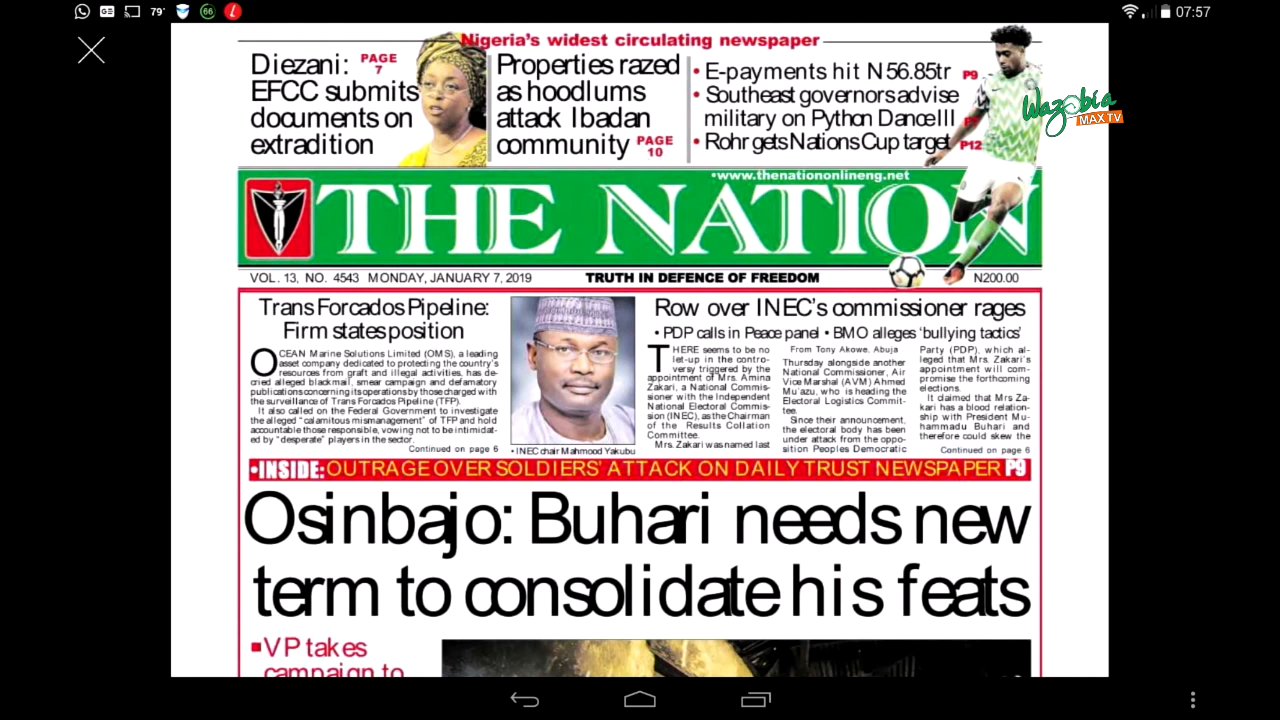 79°
GE
66
07:57
Nigeria's widest circulating newspaper
Diezani: PAGE 7
EFCC submits
documents on
extradition
Properties razed
as hoodlums
attack Ibadan
community PAGE 10
• E-payments hit N56.85tr P9
• Southeast governors advise
military on Python Dance III
• Rohr gets Nations Cup target P12
Wazobia
MAX TV
•www.thenationonlineng.net
THE NATION
VOL. 13, NO. 4543 MONDAY, JANUARY 7, 2019
TRUTH IN DEFENCE OF FREEDOM
N200.00
Trans Forcados Pipeline:
Firm states position
OCEAN Marine Solutions Limited (OMS), a leading
asset company dedicated to protecting the country's
resources from graft and illegal activities, has de-
cried alleged blackmail, smear campaign and defamatory
publications concerning its operations by those charged with
the surveillance of Trans Forcados Pipeline (TFP).
It also called on the Federal Government to investigate
the alleged "calamitous mismanagement" of TFP and hold
accountable those responsible, vowing not to be intimidat-
ed by "desperate" players in the sector.
Continued on page 6
• INEC chair Mahmood Yakubu
Row over INEC's commissioner rages
• PDP calls in Peace panel • BMO alleges 'bullying tactics'
THERE seems to be no
let-up in the contro-
versy triggered by the
appointment of Mrs. Amina
Zakari, a National Commis-
sioner with the Independent
National Electoral Commis-
sion (INEC), as the Chairman
of the Results Collation
Committee.
Mrs. Zakari was named last
From Tony Akowe, Abuja
Thursday alongside another
National Commissioner, Air
Vice Marshal (AVM) Ahmed
Mu'azu, who is heading the
Electoral Logistics Commit-
tee.
Since their announcement,
the electoral body has been
under attack from the oppo-
sition Peoples Democratic
Party (PDP), which al-
leged that Mrs. Zakari's
appointment will com-
promise the forthcoming
elections.
It claimed that Mrs Za-
kari has a blood relation-
ship with President Mu-
hammadu Buhari and
therefore could skew the
Continued on page 6
•INSIDE: OUTRAGE OVER SOLDIERS' ATTACK ON DAILY TRUST NEWSPAPER P9
Osinbajo: Buhari needs new
term to consolidate his feats
VP takes
campaign to